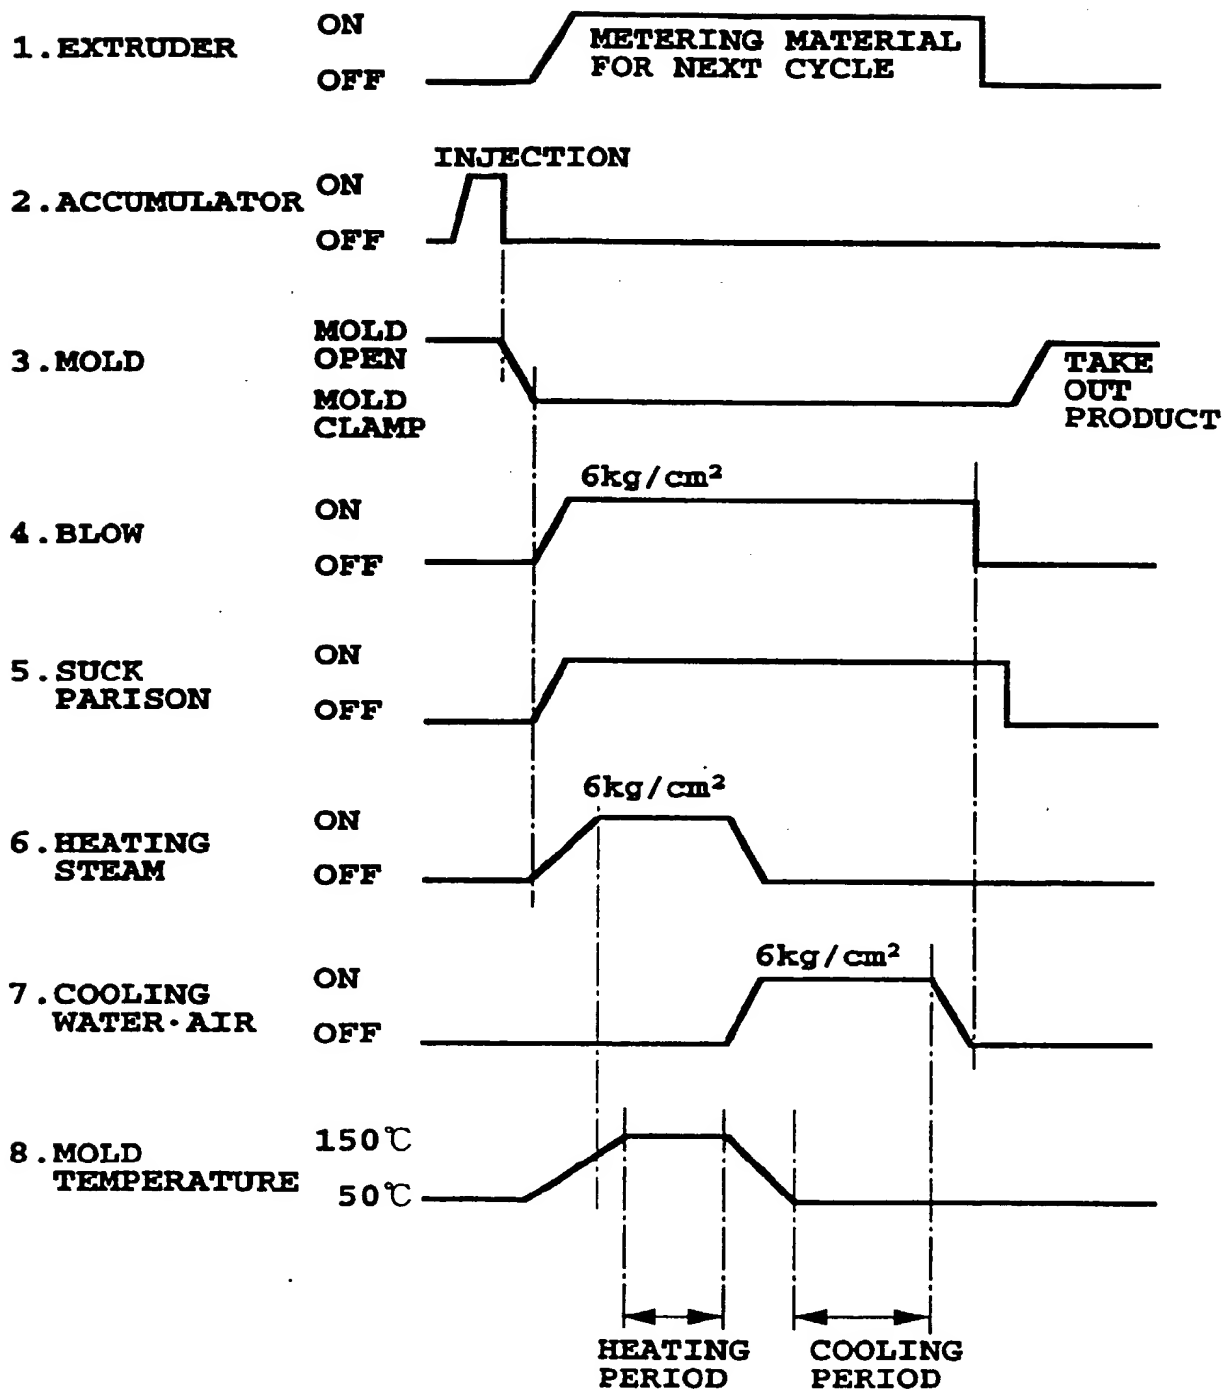 ON
1.EXTRUDER
METERING MATERIAL
FOR NEXT CYCLE
OFF
INJECTION
ON
2.ACCUMULATOR
OFF
MOLD
OPEN
3.MOLD
MOLD
CLAMP
TAKE
OUT
PRODUCT
6kg/cm²
ON
4.BLOW
OFF
ON
5.SUCK
PARISON
OFF
6kg/cm²
ON
6.HEATING
STEAM
OFF
6kg/cm²
ON
7.COOLING
WATER·AIR
OFF
150℃
8.MOLD
TEMPERATURE
50℃
HEATING
PERIOD
COOLING
PERIOD